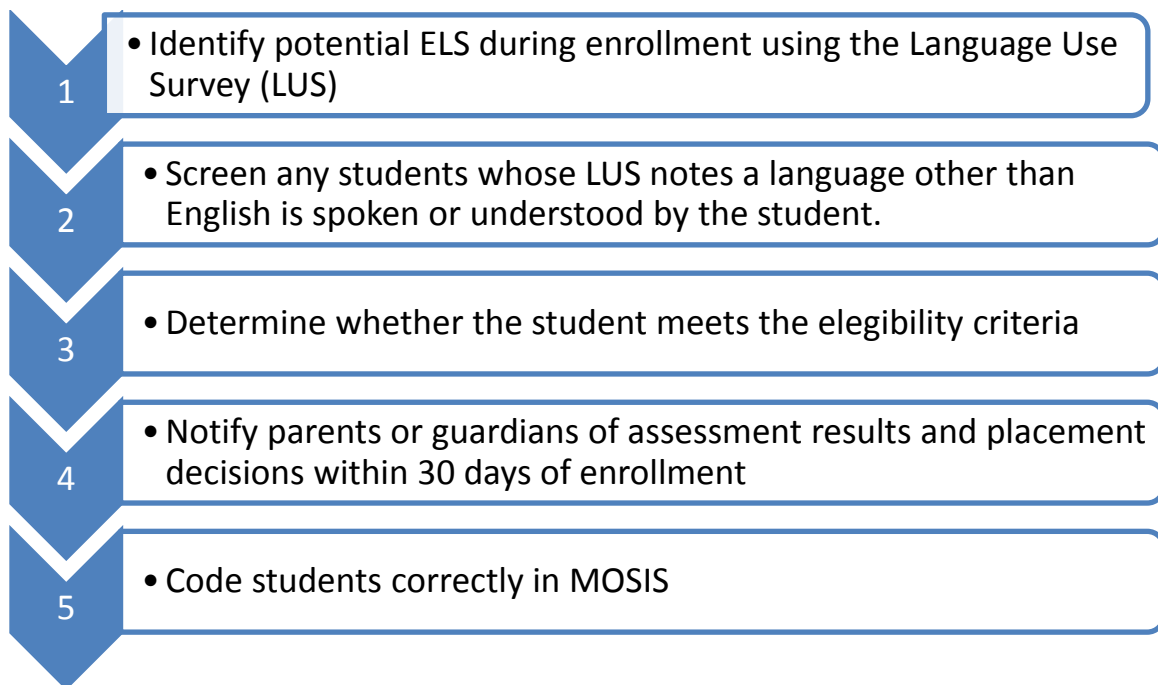 1
• Identify potential ELS during enrollment using the Language Use
Survey (LUS)
2
• Screen any students whose LUS notes a language other than
English is spoken or understood by the student.
3
• Determine whether the student meets the elegibility criteria
4
• Notify parents or guardians of assessment results and placement
decisions within 30 days of enrollment
5
• Code students correctly in MOSIS